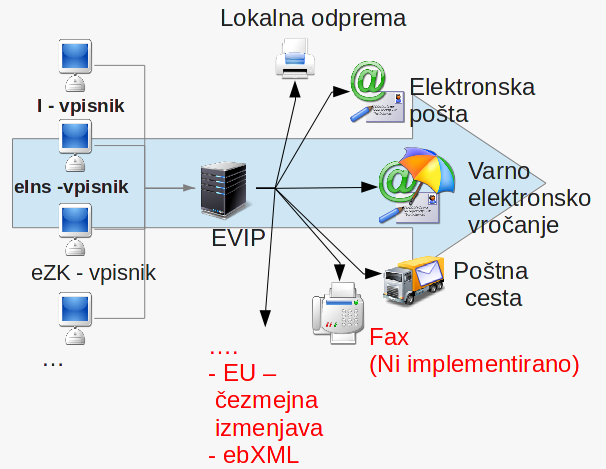 Lokalna odprema
Elektronska
pošta
I - vpisnik
eIns -vpisnik
Varno
elektronsko
vročanje
EVIP
eZK - vpisnik
Poštna
cesta
…
Fax
(Ni implementirano)
….
- EU –
čezmejna
izmenjava
- ebXML